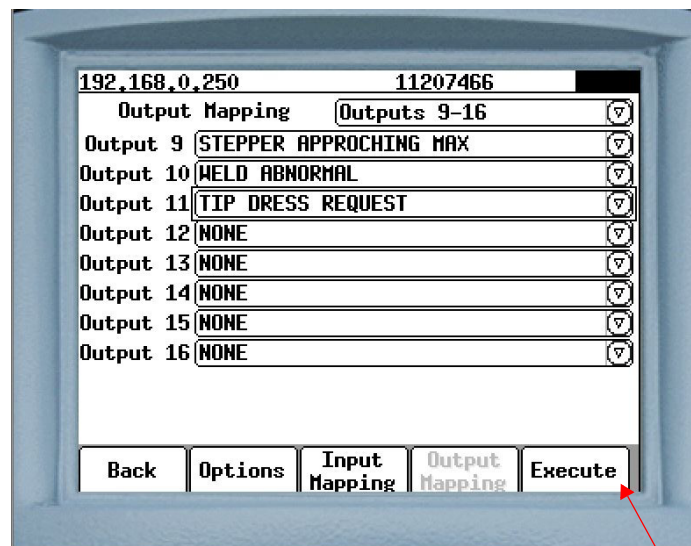 192.168.0.250 11207466
Output Mapping Outputs 9-16
Output 9 STEPPER APPROCHING MAX
Output 10 WELD ABNORMAL
Output 11 TIP DRESS REQUEST
Output 12 NONE
Output 13 NONE
Output 14 NONE
Output 15 NONE
Output 16 NONE
Back Options Input Mapping Output Mapping Execute